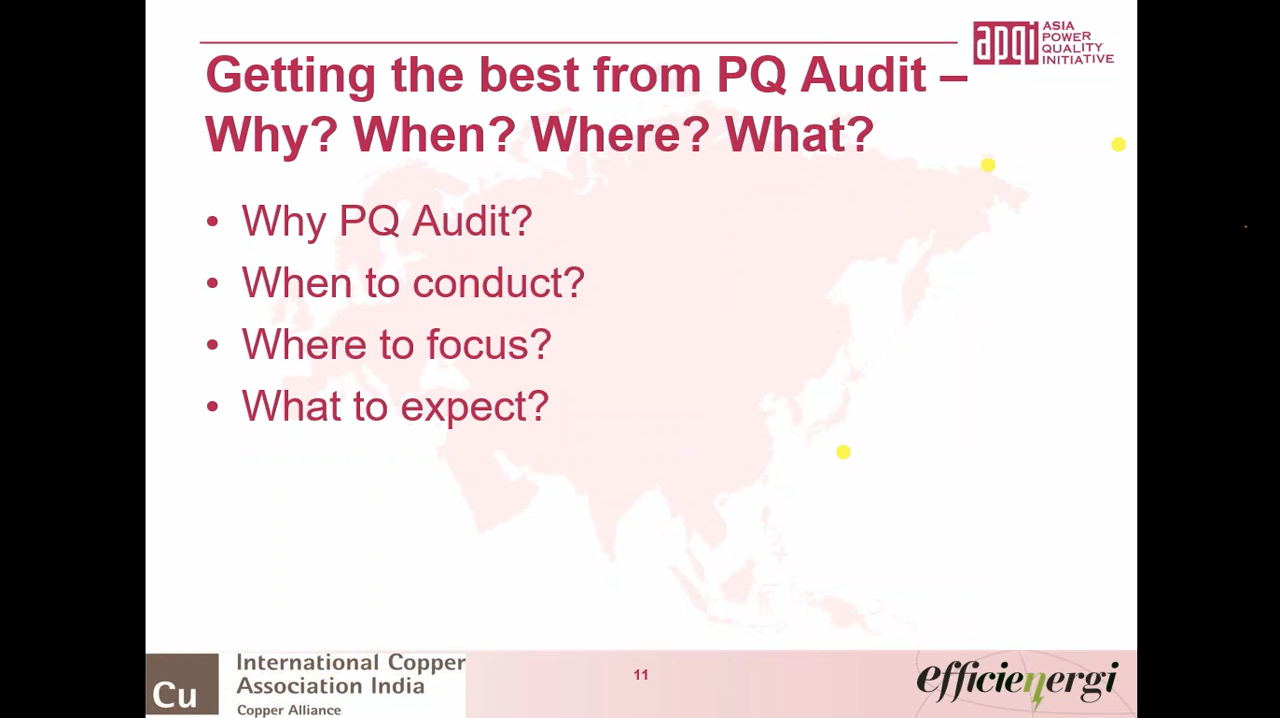 apqi ASIA
POWER
QUALITY
INITIATIVE
Getting the best from PQ Audit –
Why? When? Where? What?
• Why PQ Audit?
• When to conduct?
• Where to focus?
• What to expect?
Cu
International Copper
Association India
Copper Alliance
11
efficienergi